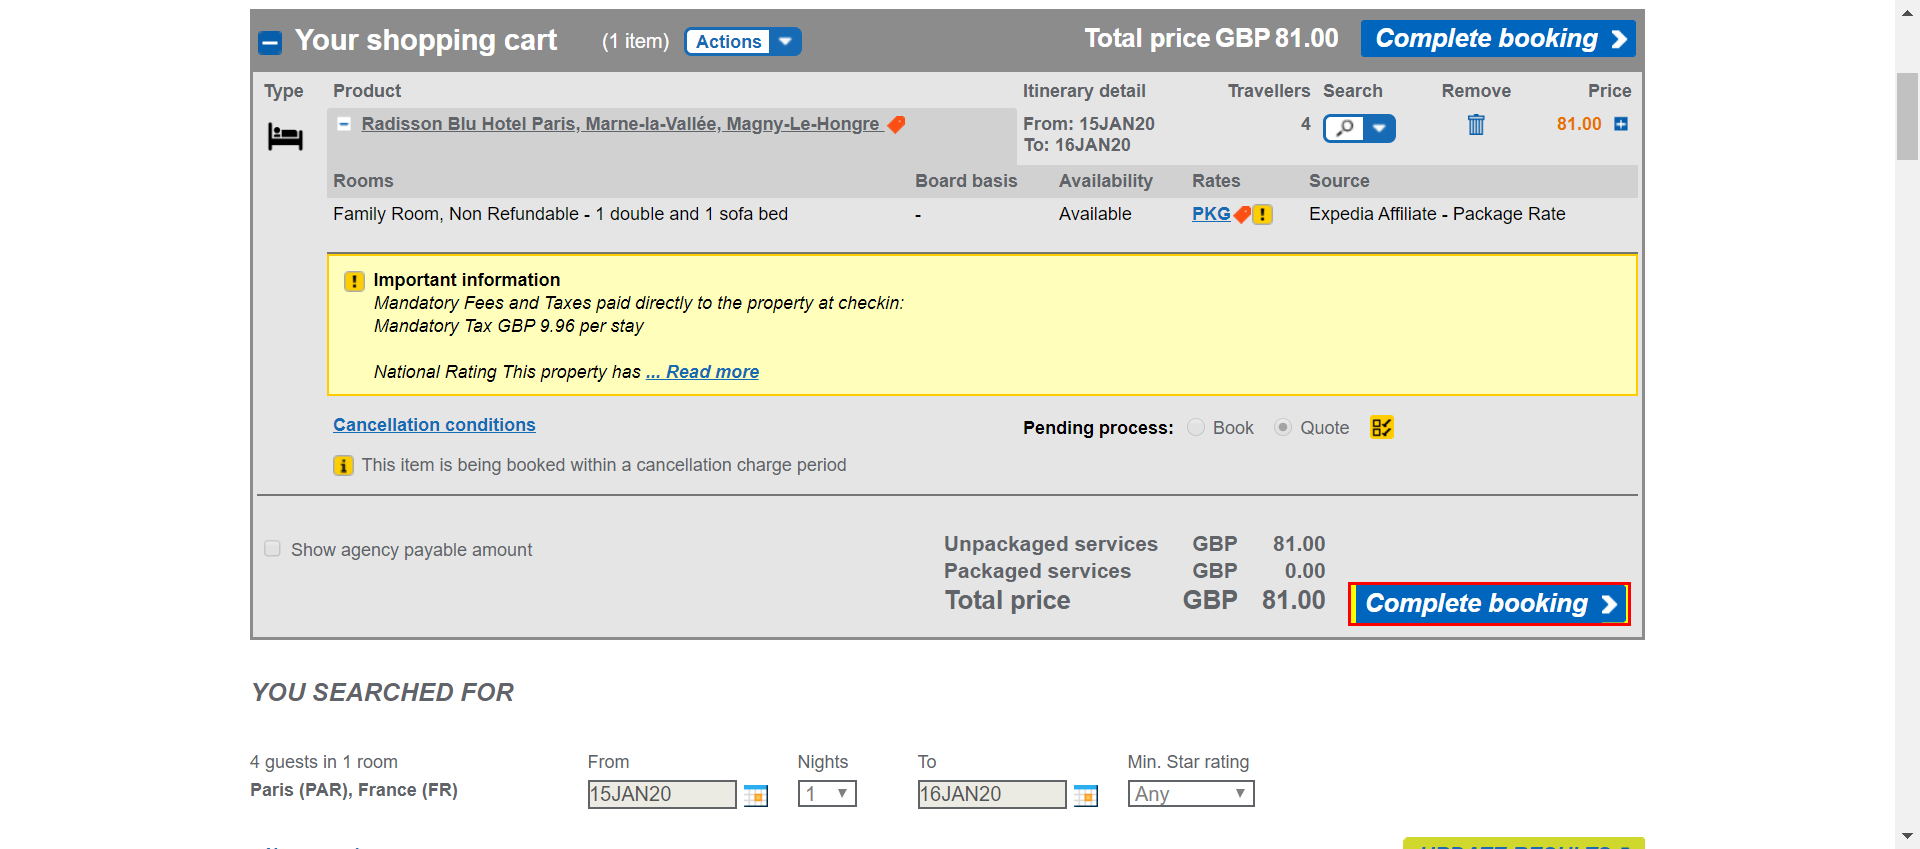 Your shopping cart (1 item) Actions Total price GBP 81.00 Complete booking
Type Product Itinerary detail Travellers Search Remove Price
Radisson Blu Hotel Paris, Marne-la-Vallée, Magny-Le-Hongre From: 15JAN20 4 81.00
To: 16JAN20
Rooms Board basis Availability Rates Source
Family Room, Non Refundable - 1 double and 1 sofa bed - Available PKG Expedia Affiliate - Package Rate
Important information
Mandatory Fees and Taxes paid directly to the property at checkin:
Mandatory Tax GBP 9.96 per stay
National Rating This property has ... Read more
Cancellation conditions Pending process: Book Quote
This item is being booked within a cancellation charge period
Show agency payable amount
Unpackaged services GBP 81.00
Packaged services GBP 0.00
Total price GBP 81.00 Complete booking
YOU SEARCHED FOR
4 guests in 1 room From Nights To Min. Star rating
Paris (PAR), France (FR) 15JAN20 1 16JAN20 Any
UPDATE RESULTS